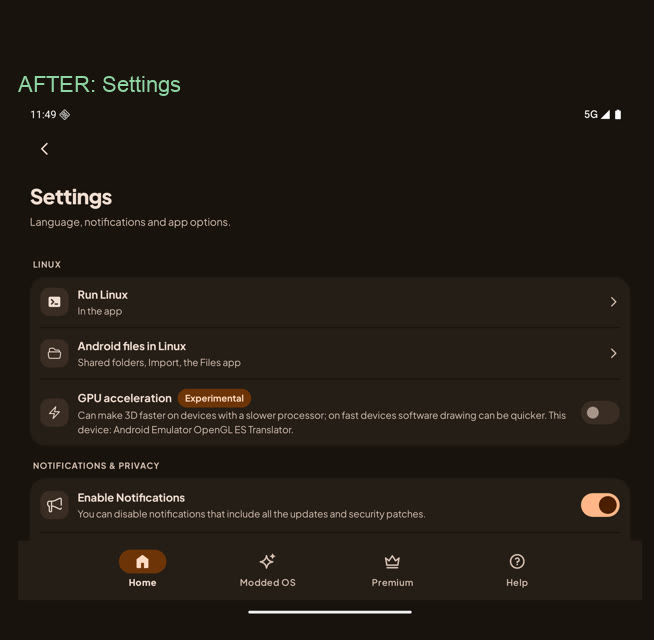 AFTER: Settings
11:49
5G
Settings
Language, notifications and app options.
LINUX
Run Linux
In the app
Android files in Linux
Shared folders, Import, the Files app
GPU acceleration Experimental
Can make 3D faster on devices with a slower processor; on fast devices software drawing can be quicker. This
device: Android Emulator OpenGL ES Translator.
NOTIFICATIONS & PRIVACY
Enable Notifications
You can disable notifications that include all the updates and security patches.
Home Modded OS Premium Help